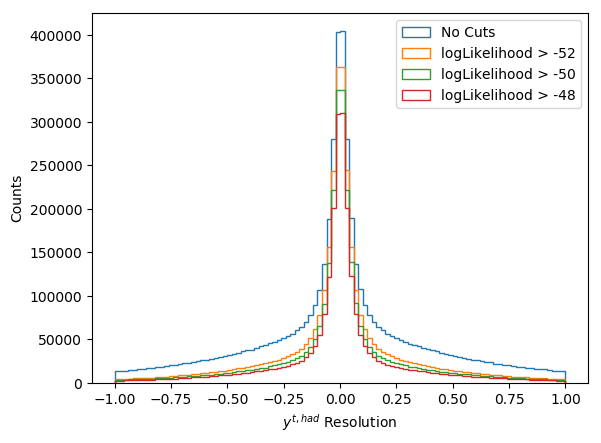 No Cuts
logLikelihood > -52
logLikelihood > -50
logLikelihood > -48
400000
350000
300000
250000
200000
150000
100000
50000
0
Counts
−1.00 −0.75 −0.50 −0.25 0.00 0.25 0.50 0.75 1.00
$y^{t,had}$ Resolution